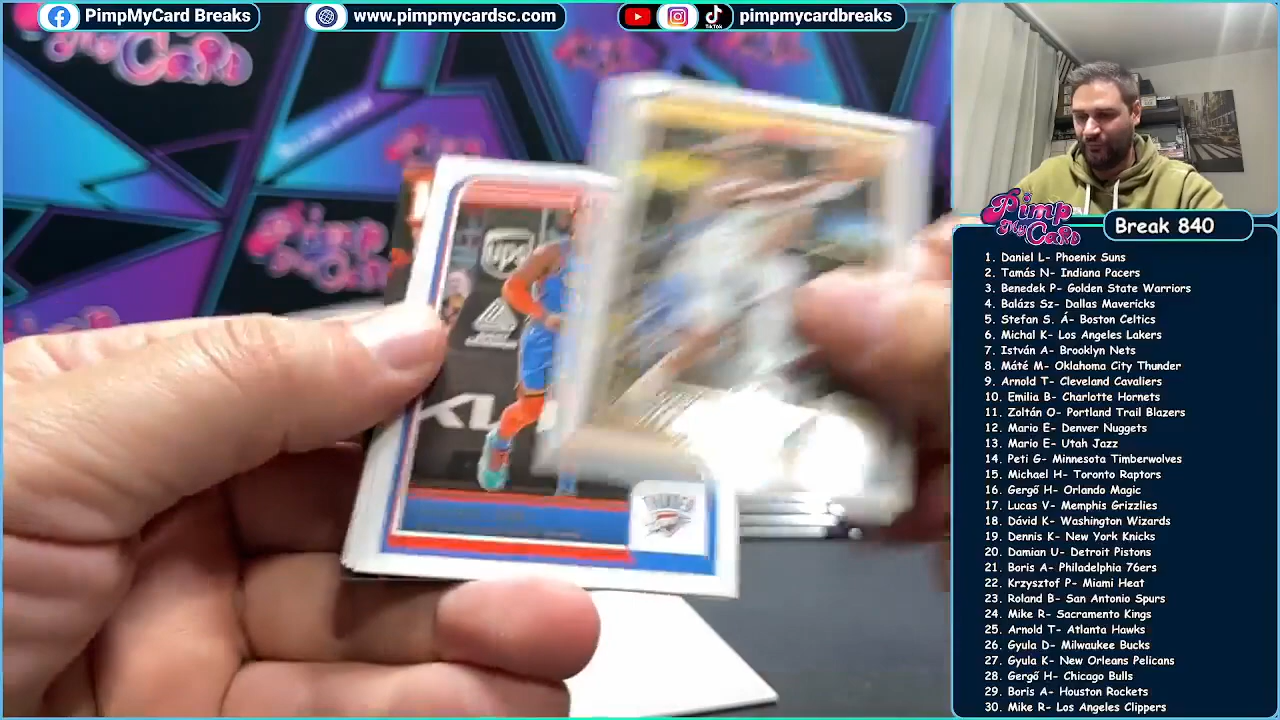 PimpMyCard Breaks
www.pimpmycardsc.com
pimpmycardbreaks
TikTok
Pimp
My Card
Break 840
1. Daniel L- Phoenix Suns
2. Tamás N- Indiana Pacers
3. Benedek P- Golden State Warriors
4. Balázs Sz- Dallas Mavericks
5. Stefan S. Á- Boston Celtics
6. Michal K- Los Angeles Lakers
7. István A- Brooklyn Nets
8. Máté M- Oklahoma City Thunder
9. Arnold T- Cleveland Cavaliers
10. Emilia B- Charlotte Hornets
11. Zoltán O- Portland Trail Blazers
12. Mario E- Denver Nuggets
13. Mario E- Utah Jazz
14. Peti G- Minnesota Timberwolves
15. Michael H- Toronto Raptors
16. Gergő H- Orlando Magic
17. Lucas V- Memphis Grizzlies
18. Dávid K- Washington Wizards
19. Dennis K- New York Knicks
20. Damian U- Detroit Pistons
21. Boris A- Philadelphia 76ers
22. Krzysztof P- Miami Heat
23. Roland B- San Antonio Spurs
24. Mike R- Sacramento Kings
25. Arnold T- Atlanta Hawks
26. Gyula D- Milwaukee Bucks
27. Gyula K- New Orleans Pelicans
28. Gergő H- Chicago Bulls
29. Boris A- Houston Rockets
30. Mike R- Los Angeles Clippers
ups
THUNDER